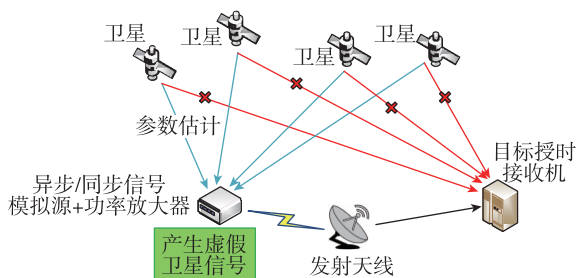 卫星
卫星
卫星
卫星
参数估计
目标授时
接收机
异步/同步信号
模拟源+功率放大器
产生虚假
卫星信号
发射天线